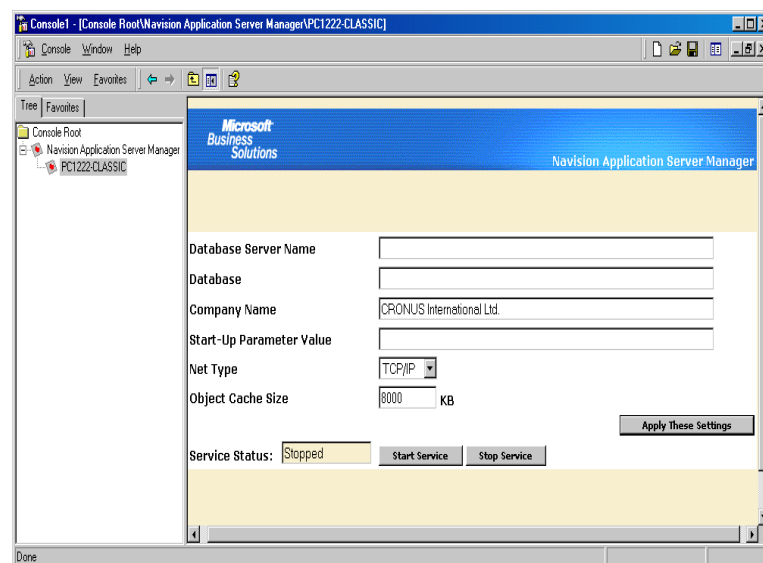 Console1 - [Console Root\Navision Application Server Manager\PC1222-CLASSIC]
Console Window Help
Action View Favorites
Tree Favorites
Console Root
Navision Application Server Manager
PC1222-CLASSIC
Microsoft
Business
Solutions
Navision Application Server Manager
Database Server Name
Database
Company Name CRONUS International Ltd.
Start-Up Parameter Value
Net Type TCP/IP
Object Cache Size 8000 KB
Apply These Settings
Service Status: Stopped Start Service Stop Service
Done